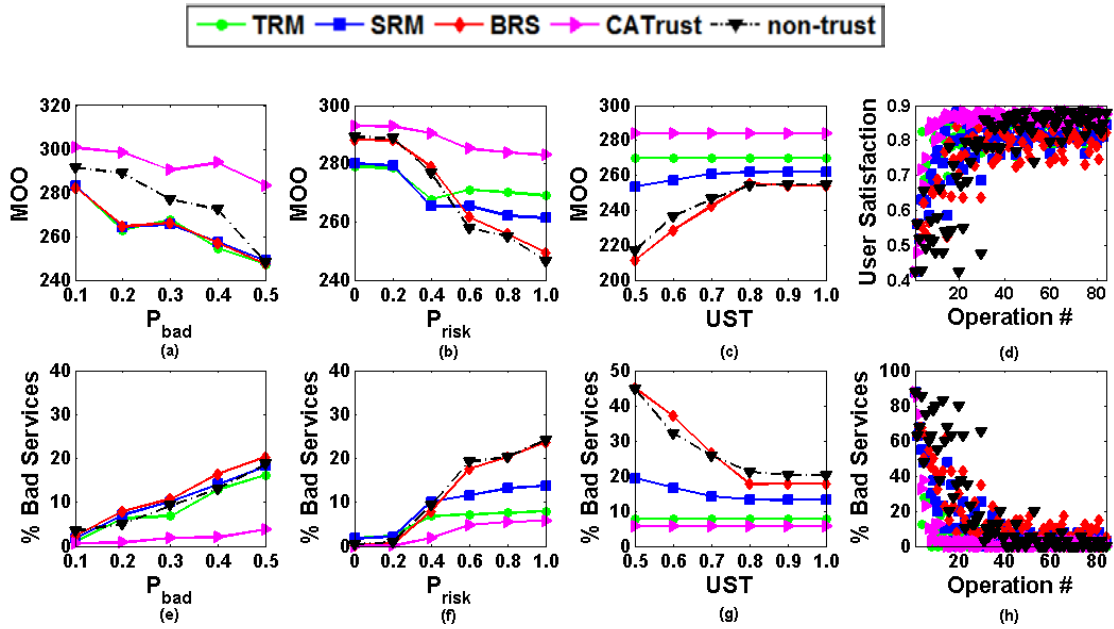 TRM SRM BRS CATrust non-trust
MOO
320
300
280
260
240
0.1 0.2 0.3 0.4 0.5
P_bad
(a)
MOO
300
280
260
240
0 0.2 0.4 0.6 0.8 1.0
P_risk
(b)
MOO
300
280
260
240
220
200
0.5 0.6 0.7 0.8 0.9 1.0
UST
(c)
User Satisfaction
0.9
0.8
0.7
0.6
0.5
0.4
20 40 60 80
Operation #
(d)
% Bad Services
40
30
20
10
0
0.1 0.2 0.3 0.4 0.5
P_bad
(e)
% Bad Services
40
30
20
10
0
0 0.2 0.4 0.6 0.8 1.0
P_risk
(f)
% Bad Services
50
40
30
20
10
0
0.5 0.6 0.7 0.8 0.9 1.0
UST
(g)
% Bad Services
100
80
60
40
20
0
20 40 60 80
Operation #
(h)